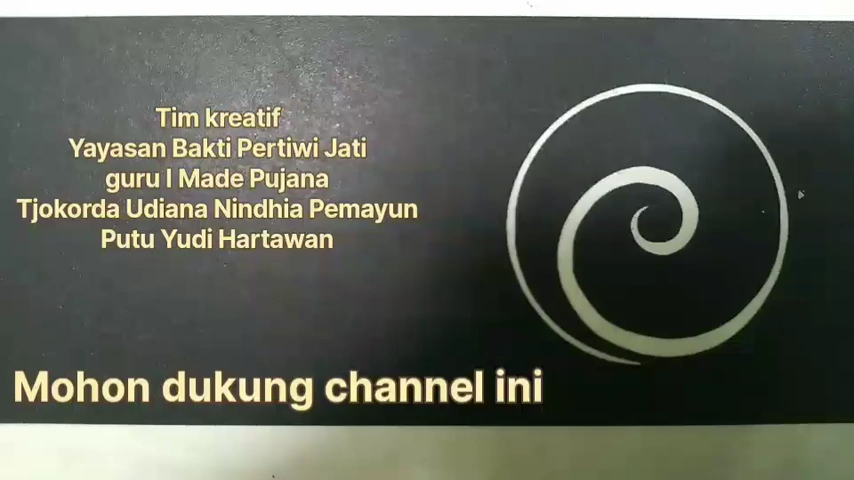 Tim kreatif
Yayasan Bakti Pertiwi Jati
guru I Made Pujana
Tjokorda Udiana Nindhia Pemayun
Putu Yudi Hartawan
Mohon dukung channel ini